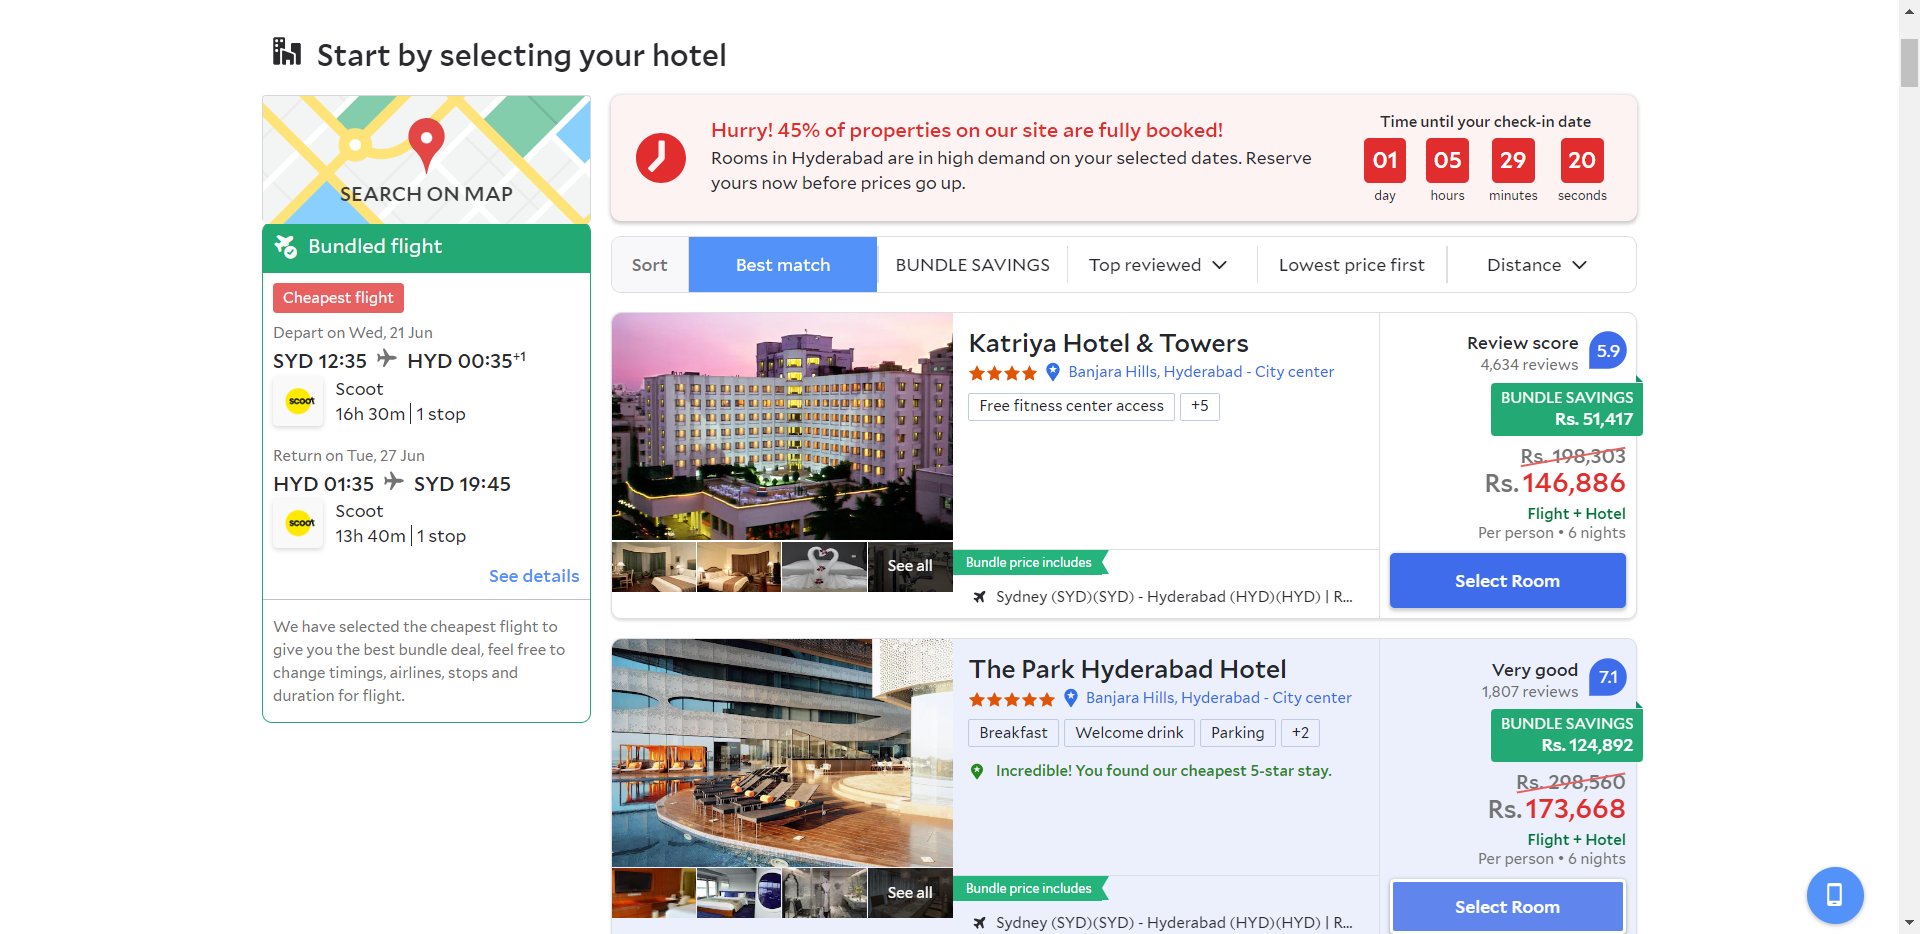 Start by selecting your hotel
SEARCH ON MAP
Bundled flight
Cheapest flight
Depart on Wed, 21 Jun
SYD 12:35 HYD 00:35+1
scoot
Scoot
16h 30m | 1 stop
Return on Tue, 27 Jun
HYD 01:35 SYD 19:45
scoot
Scoot
13h 40m | 1 stop
See details
We have selected the cheapest flight to
give you the best bundle deal, feel free to
change timings, airlines, stops and
duration for flight.
Hurry! 45% of properties on our site are fully booked!
Rooms in Hyderabad are in high demand on your selected dates. Reserve
yours now before prices go up.
Time until your check-in date
01 05 29 20
day hours minutes seconds
Sort Best match BUNDLE SAVINGS Top reviewed Lowest price first Distance
Katriya Hotel & Towers
Banjara Hills, Hyderabad - City center
Free fitness center access +5
See all
Bundle price includes
Sydney (SYD)(SYD) - Hyderabad (HYD)(HYD) | R...
Review score 5.9
4,634 reviews
BUNDLE SAVINGS
Rs. 51,417
Rs. 198,303
Rs. 146,886
Flight + Hotel
Per person • 6 nights
Select Room
The Park Hyderabad Hotel
Banjara Hills, Hyderabad - City center
Breakfast Welcome drink Parking +2
Incredible! You found our cheapest 5-star stay.
See all
Bundle price includes
Sydney (SYD)(SYD) - Hyderabad (HYD)(HYD) | R...
Very good 7.1
1,807 reviews
BUNDLE SAVINGS
Rs. 124,892
Rs. 298,560
Rs. 173,668
Flight + Hotel
Per person • 6 nights
Select Room